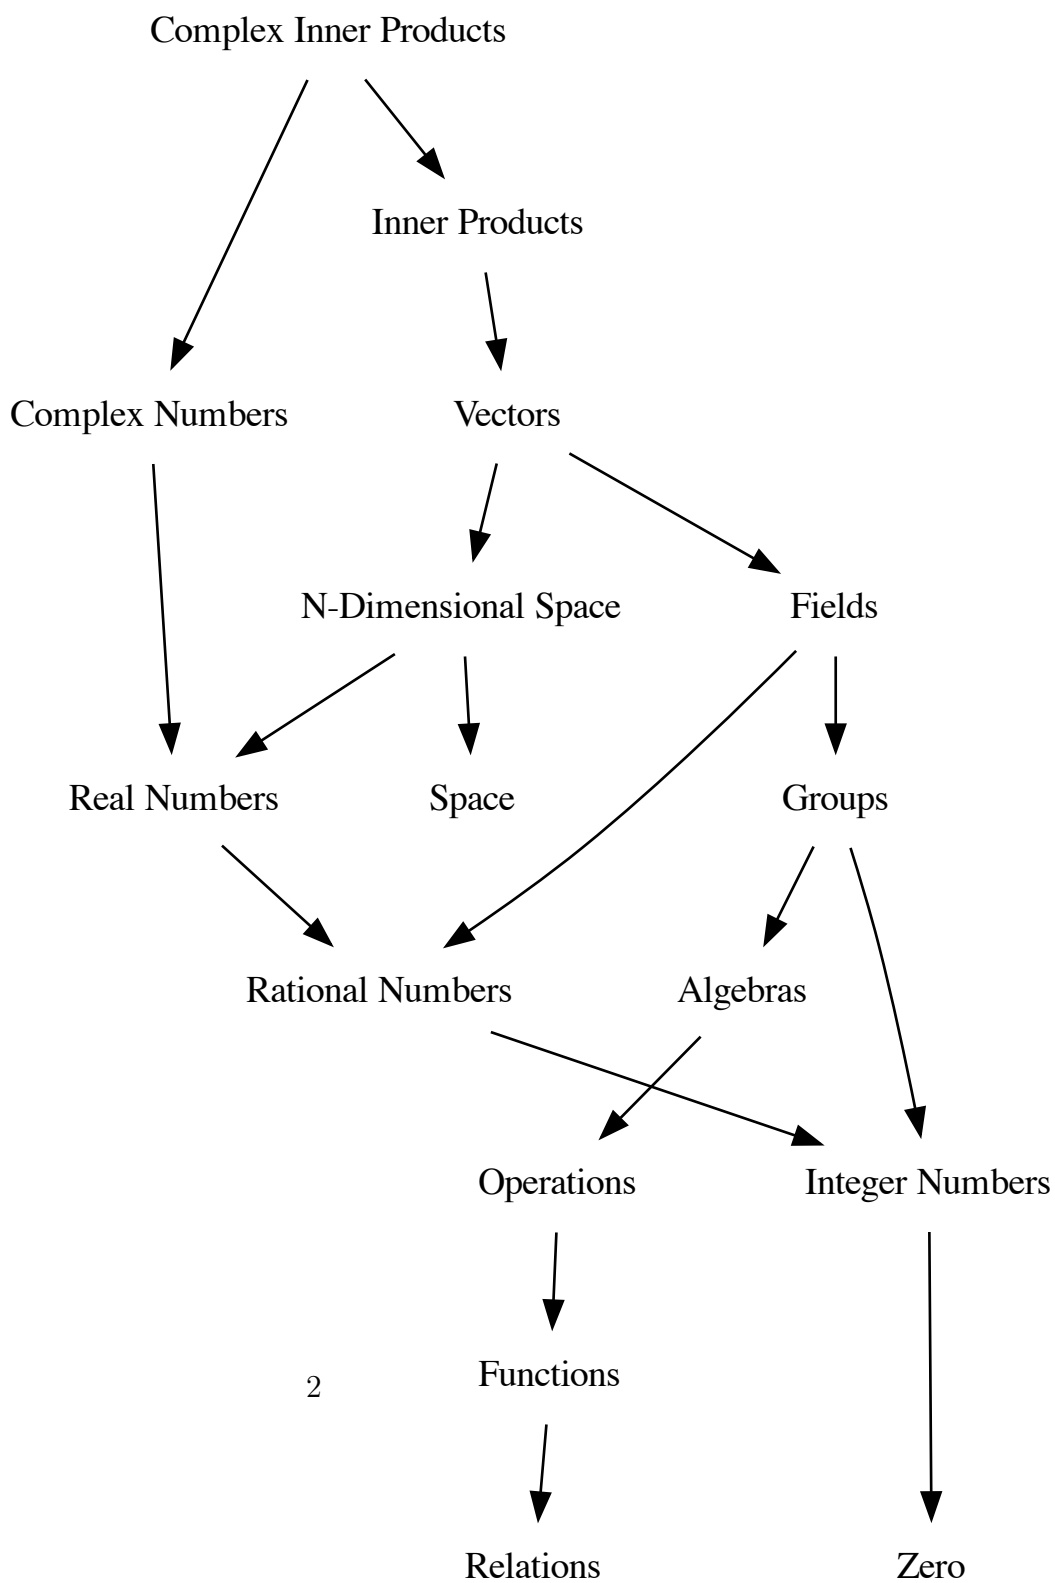 Complex Inner Products
Inner Products
Complex Numbers
Vectors
N-Dimensional Space
Fields
Real Numbers
Space
Groups
Rational Numbers
Algebras
Operations
Integer Numbers
Functions
2
Relations
Zero